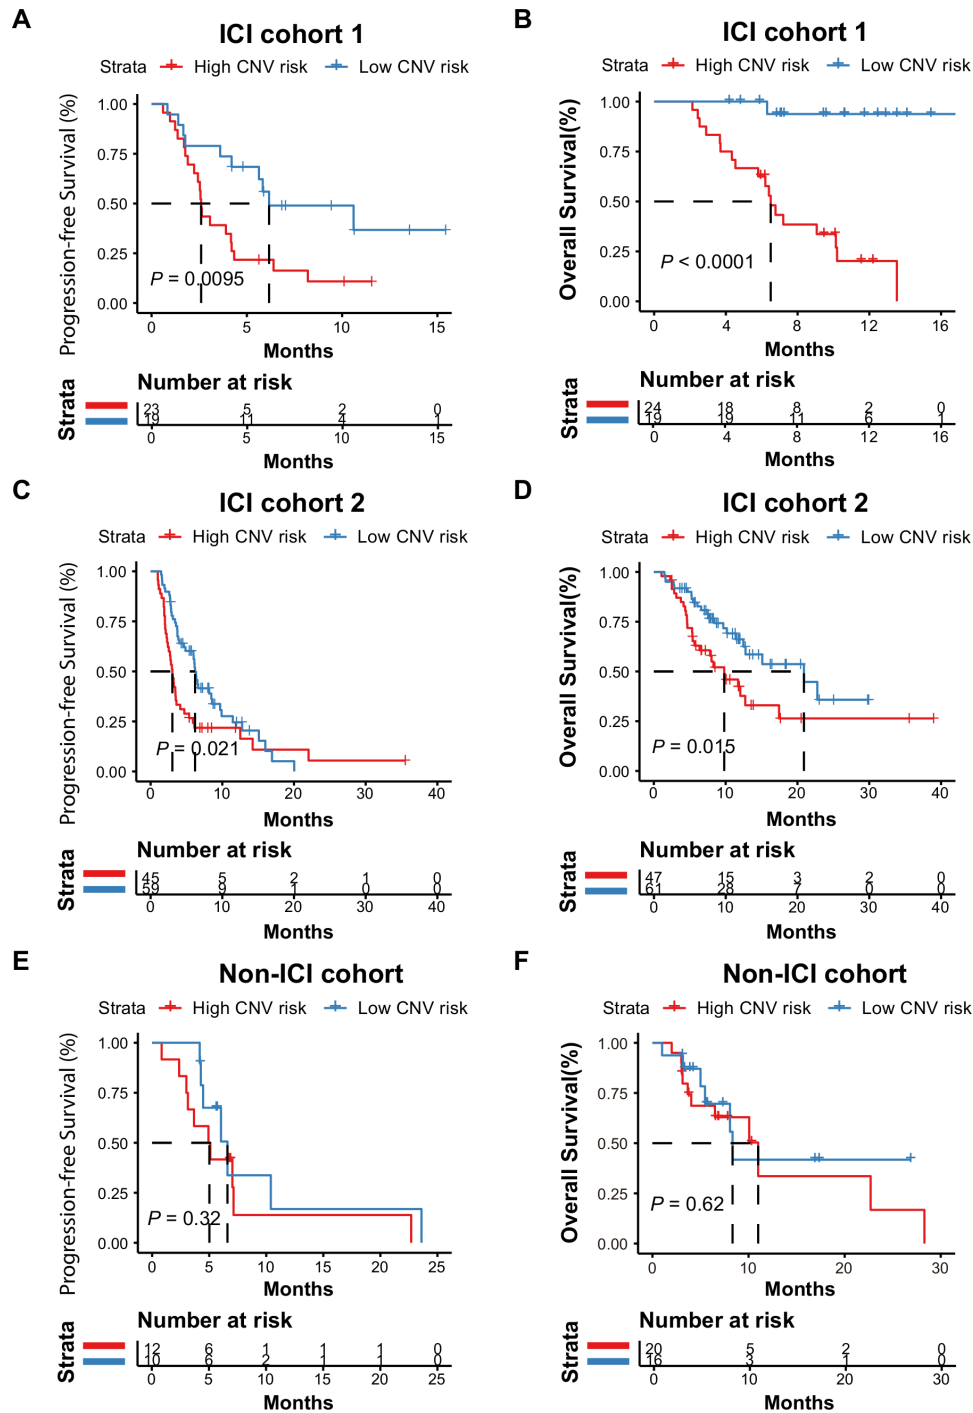 A
ICI cohort 1
Strata High CNV risk Low CNV risk
Progression-free Survival (%)
1.00
0.75
0.50
0.25
0.00
P = 0.0095
0 5 10 15
Months
Number at risk
Strata
23 5 2 0
19 11 4 0
0 5 10 15
Months
B
ICI cohort 1
Strata High CNV risk Low CNV risk
Overall Survival(%)
1.00
0.75
0.50
0.25
0.00
P < 0.0001
0 4 8 12 16
Months
Number at risk
Strata
24 18 8 2 0
19 19 11 6 1
0 4 8 12 16
Months
C
ICI cohort 2
Strata High CNV risk Low CNV risk
Progression-free Survival (%)
1.00
0.75
0.50
0.25
0.00
P = 0.021
0 10 20 30 40
Months
Number at risk
Strata
45 5 2 1 0
59 9 1 0 0
0 10 20 30 40
Months
D
ICI cohort 2
Strata High CNV risk Low CNV risk
Overall Survival(%)
1.00
0.75
0.50
0.25
0.00
P = 0.015
0 10 20 30 40
Months
Number at risk
Strata
47 15 3 2 0
61 28 7 0 0
0 10 20 30 40
Months
E
Non-ICI cohort
Strata High CNV risk Low CNV risk
Progression-free Survival (%)
1.00
0.75
0.50
0.25
0.00
P = 0.32
0 5 10 15 20 25
Months
Number at risk
Strata
12 6 1 1 1 0
10 6 2 1 1 0
0 5 10 15 20 25
Months
F
Non-ICI cohort
Strata High CNV risk Low CNV risk
Overall Survival(%)
1.00
0.75
0.50
0.25
0.00
P = 0.62
0 10 20 30
Months
Number at risk
Strata
20 5 2 0
16 3 1 0
0 10 20 30
Months